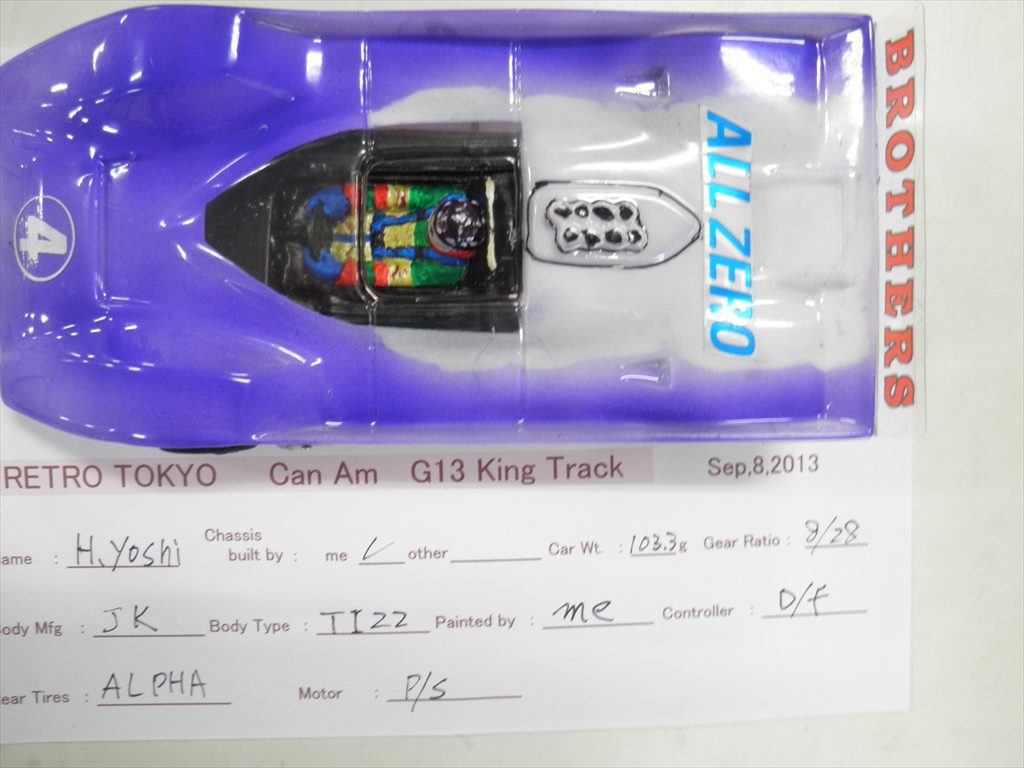 4
ALL ZERO
BROTHERS
RETRO TOKYO Can Am G13 King Track Sep,8,2013
ame : H.Yoshi Chassis built by : me ✓ other Car Wt. : 103.3g Gear Ratio : 8/28
ody Mfg : JK Body Type : TI22 Painted by : me Controller : D/F
ear Tires : ALPHA Motor : P/S